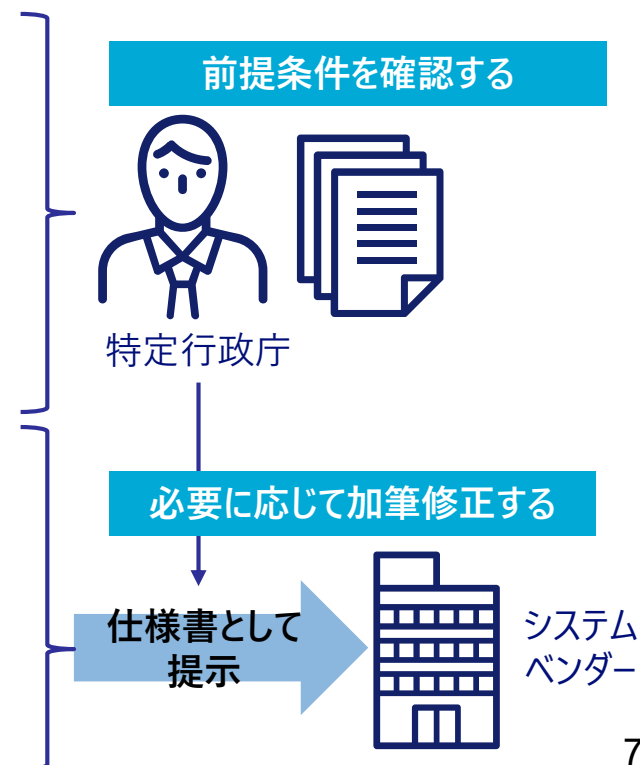 前提条件を確認する
特定行政庁
必要に応じて加筆修正する
仕様書として
提示
システム
ベンダー
7